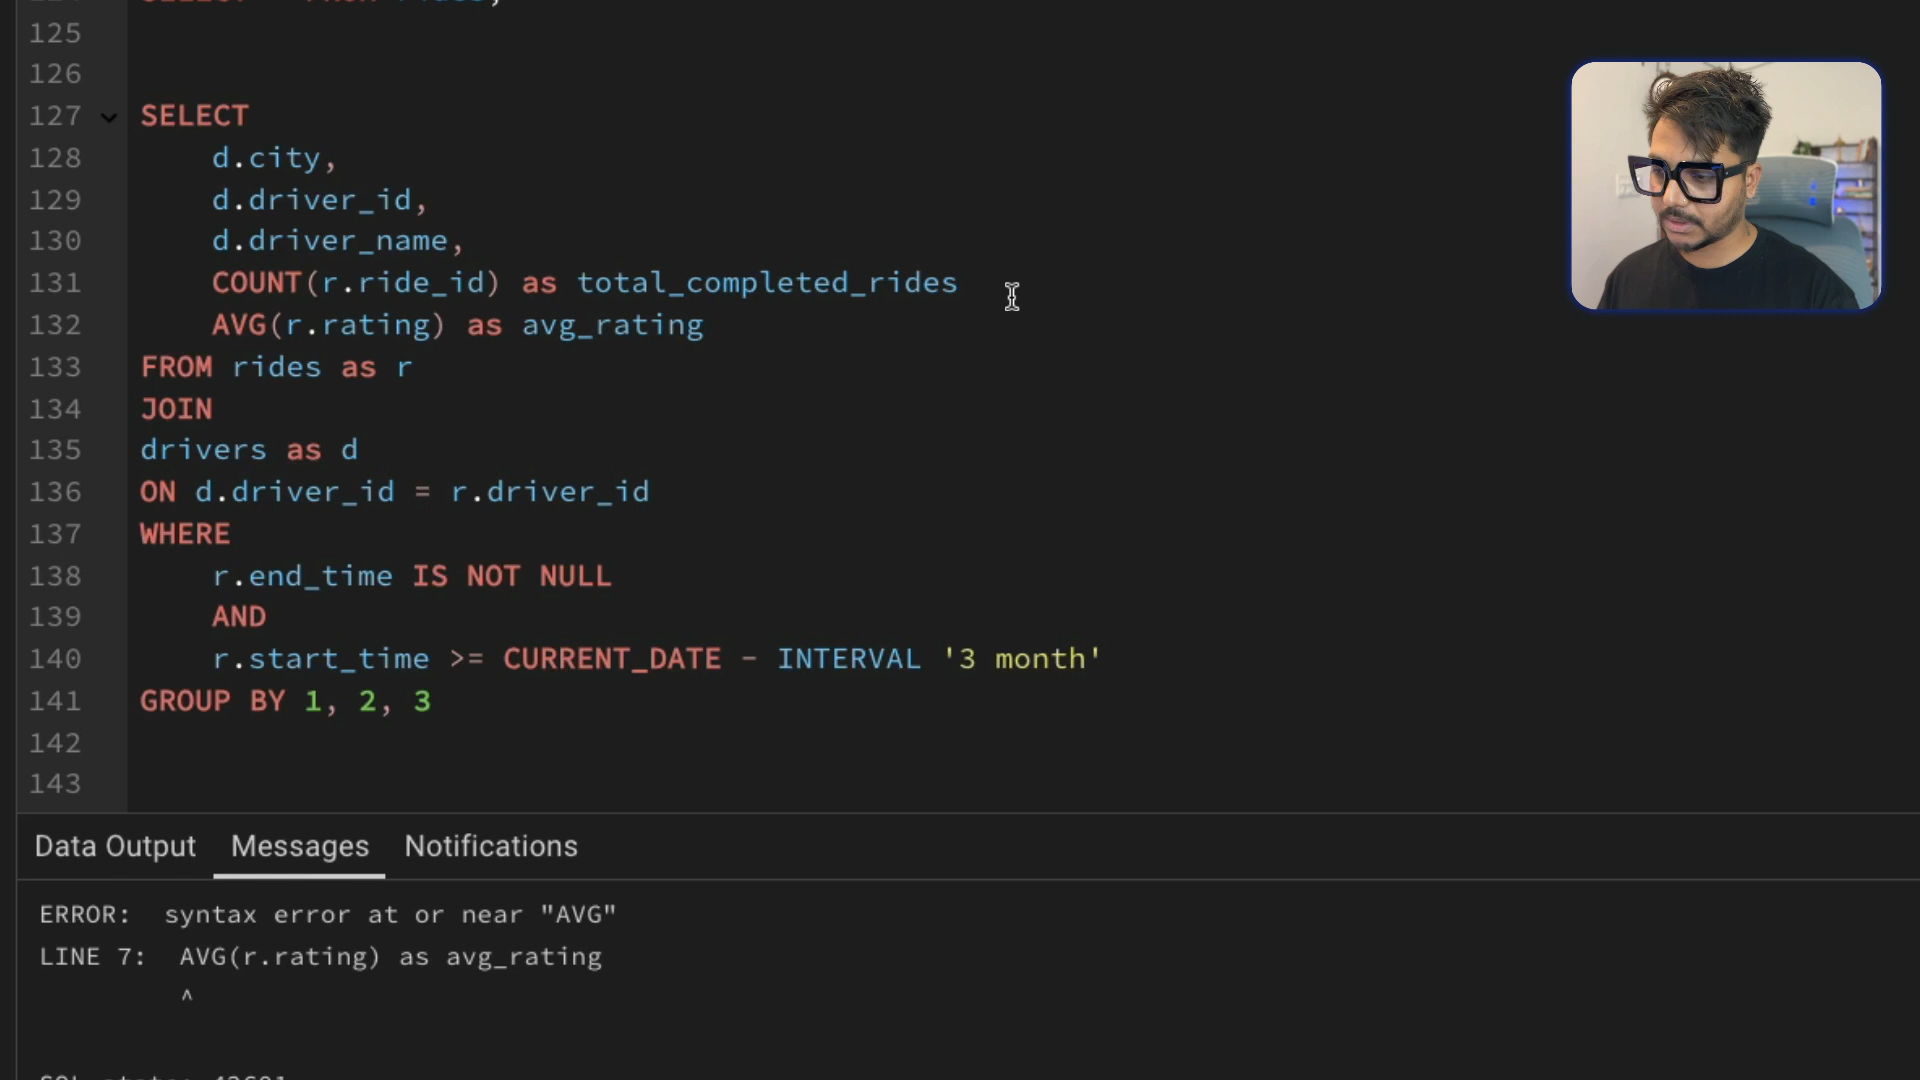 125
126
127 SELECT
128 d.city,
129 d.driver_id,
130 d.driver_name,
131 COUNT(r.ride_id) as total_completed_rides
132 AVG(r.rating) as avg_rating
133 FROM rides as r
134 JOIN
135 drivers as d
136 ON d.driver_id = r.driver_id
137 WHERE
138 r.end_time IS NOT NULL
139 AND
140 r.start_time >= CURRENT_DATE - INTERVAL '3 month'
141 GROUP BY 1, 2, 3
142
143
Data Output Messages Notifications
ERROR: syntax error at or near "AVG"
LINE 7: AVG(r.rating) as avg_rating
^